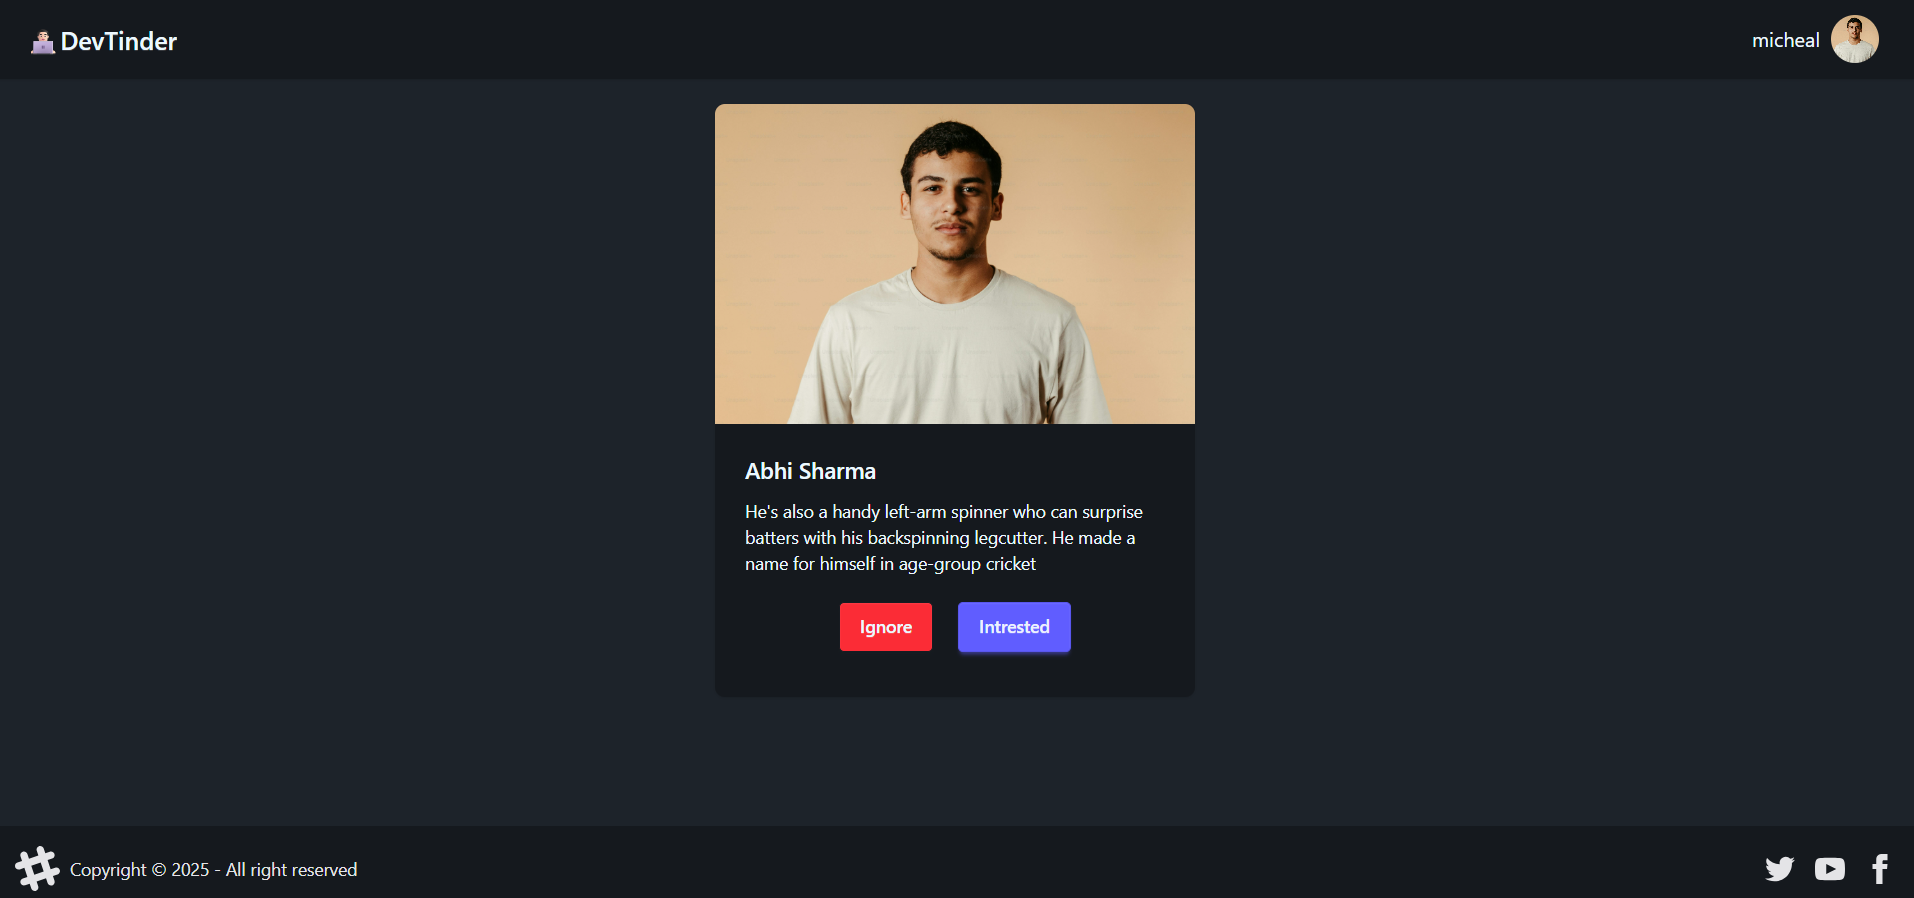 DevTinder
micheal
Abhi Sharma
He's also a handy left-arm spinner who can surprise
batters with his backspinning legcutter. He made a
name for himself in age-group cricket
Ignore
Intrested
Copyright © 2025 - All right reserved